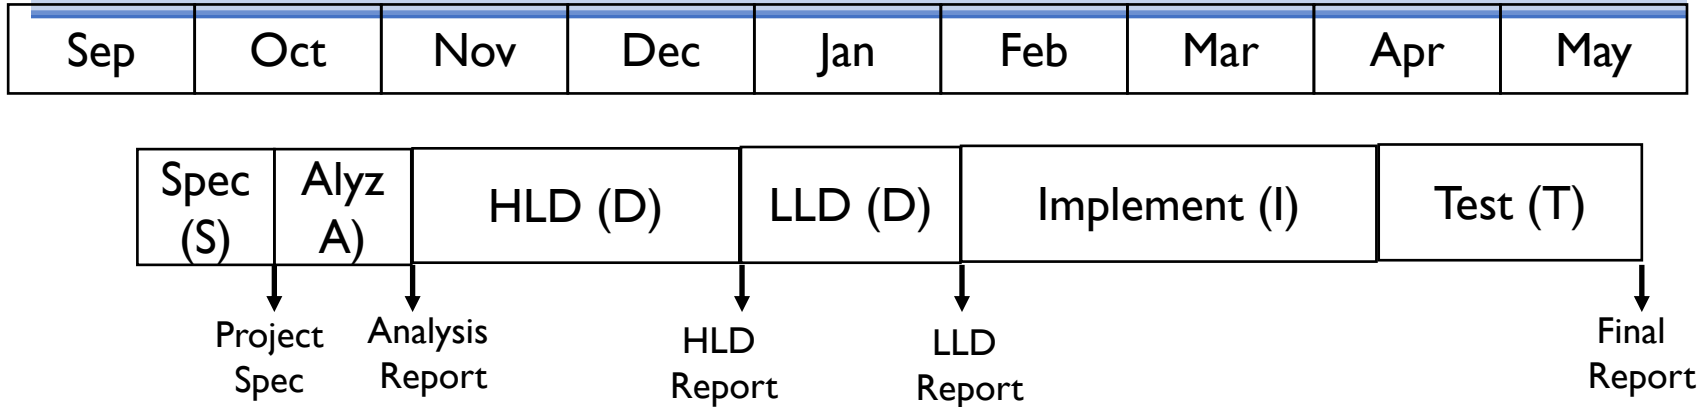 Sep Oct Nov Dec Jan Feb Mar Apr May
Spec
(S)
Alyz
A)
HLD (D)
LLD (D)
Implement (I)
Test (T)
Project
Spec
Analysis
Report
HLD
Report
LLD
Report
Final
Report